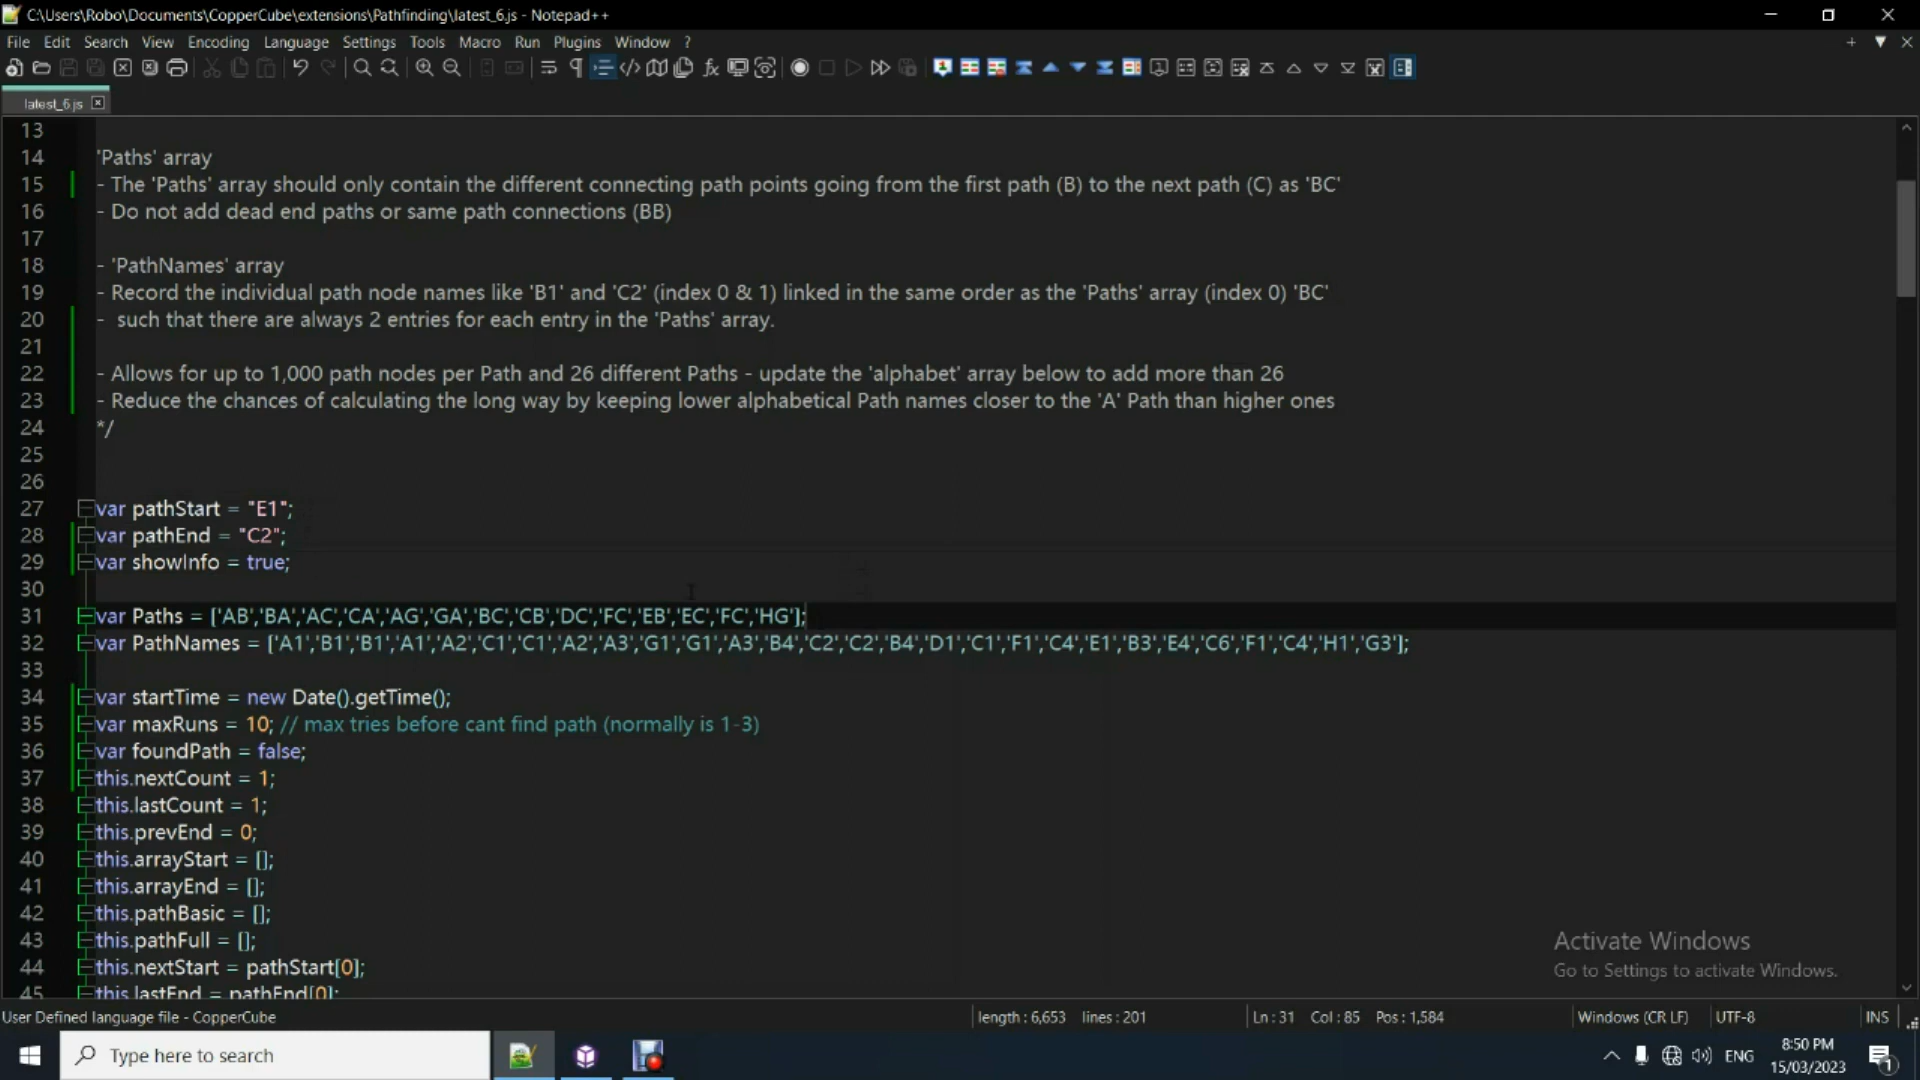 C:\Users\Robo\Documents\CopperCube\extensions\Pathfinding\latest_6.js - Notepad++
File Edit Search View Encoding Language Settings Tools Macro Run Plugins Window ?
latest_6.js
13
14 'Paths' array
15 - The 'Paths' array should only contain the different connecting path points going from the first path (B) to the next path (C) as 'BC'
16 - Do not add dead end paths or same path connections (BB)
17
18 - 'PathNames' array
19 - Record the individual path node names like 'B1' and 'C2' (index 0 & 1) linked in the same order as the 'Paths' array (index 0) 'BC'
20 -  such that there are always 2 entries for each entry in the 'Paths' array.
21
22 - Allows for up to 1,000 path nodes per Path and 26 different Paths - update the 'alphabet' array below to add more than 26
23 - Reduce the chances of calculating the long way by keeping lower alphabetical Path names closer to the 'A' Path than higher ones
24 */
25
26
27 var pathStart = "E1";
28 var pathEnd = "C2";
29 var showInfo = true;
30
31 var Paths = ['AB','BA','AC','CA','AG','GA','BC','CB','DC','FC','EB','EC','FC','HG'];
32 var PathNames = ['A1','B1','B1','A1','A2','C1','C1','A2','A3','G1','G1','A3','B4','C2','C2','B4','D1','C1','F1','C4','E1','B3','E4','C6','F1','C4','H1','G3'];
33
34 var startTime = new Date().getTime();
35 var maxRuns = 10; // max tries before cant find path (normally is 1-3)
36 var foundPath = false;
37 this.nextCount = 1;
38 this.lastCount = 1;
39 this.prevEnd = 0;
40 this.arrayStart = [];
41 this.arrayEnd = [];
42 this.pathBasic = [];
43 this.pathFull = [];
44 this.nextStart = pathStart[0];
45 this.lastEnd = pathEnd[0];
Activate Windows
Go to Settings to activate Windows.
User Defined language file - CopperCube length : 6,653 lines : 201 Ln : 31 Col : 85 Pos : 1,584 Windows (CR LF) UTF-8 INS
Type here to search
ENG
8:50 PM
15/03/2023
1